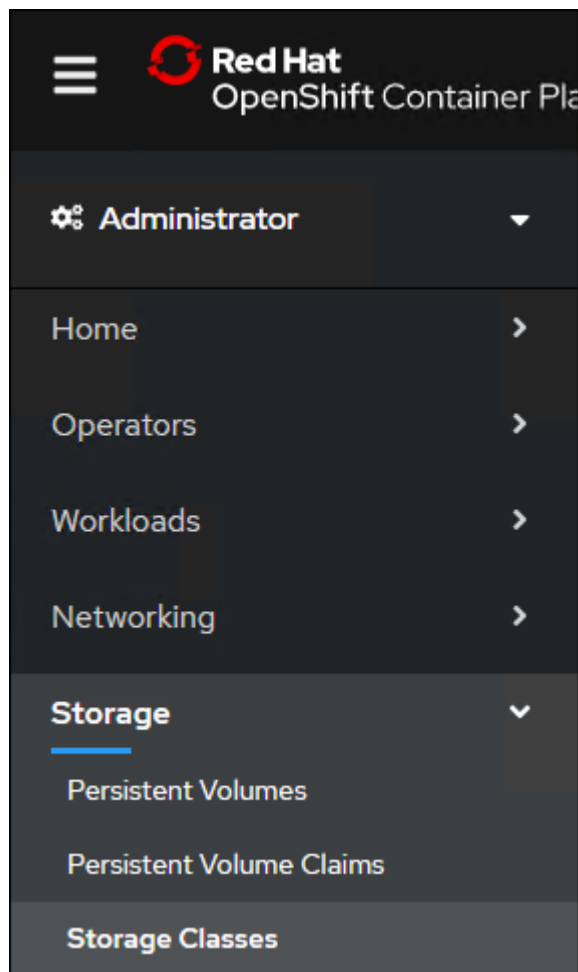 Red Hat
OpenShift Container Pla
Administrator
Home
Operators
Workloads
Networking
Storage
Persistent Volumes
Persistent Volume Claims
Storage Classes